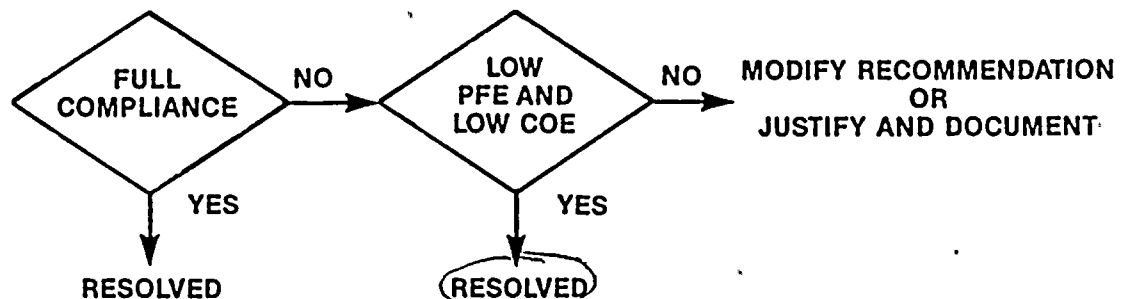 FULL
COMPLIANCE
NO
LOW
PFE AND
LOW COE
NO
MODIFY RECOMMENDATION
OR
JUSTIFY AND DOCUMENT
YES
YES
RESOLVED
RESOLVED